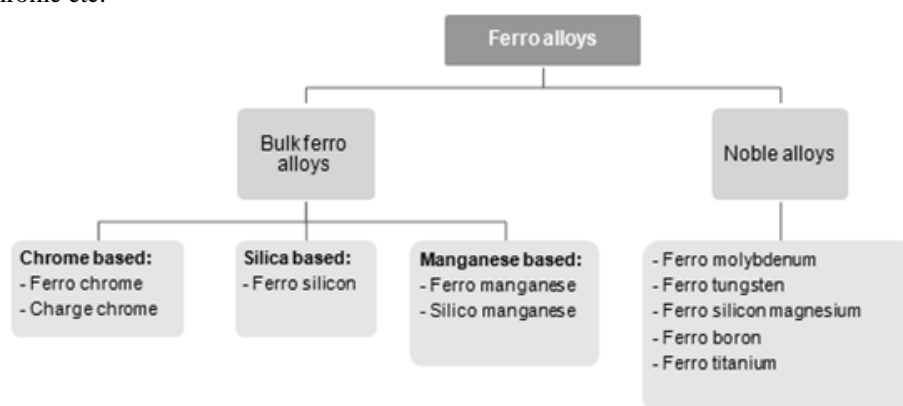 Ferro alloys
Bulk ferro
alloys
Noble alloys
Chrome based:
- Ferro chrome
- Charge chrome
Silica based:
- Ferro silicon
Manganese based:
- Ferro manganese
- Silico manganese
- Ferro molybdenum
- Ferro tungsten
- Ferro silicon magnesium
- Ferro boron
- Ferro titanium